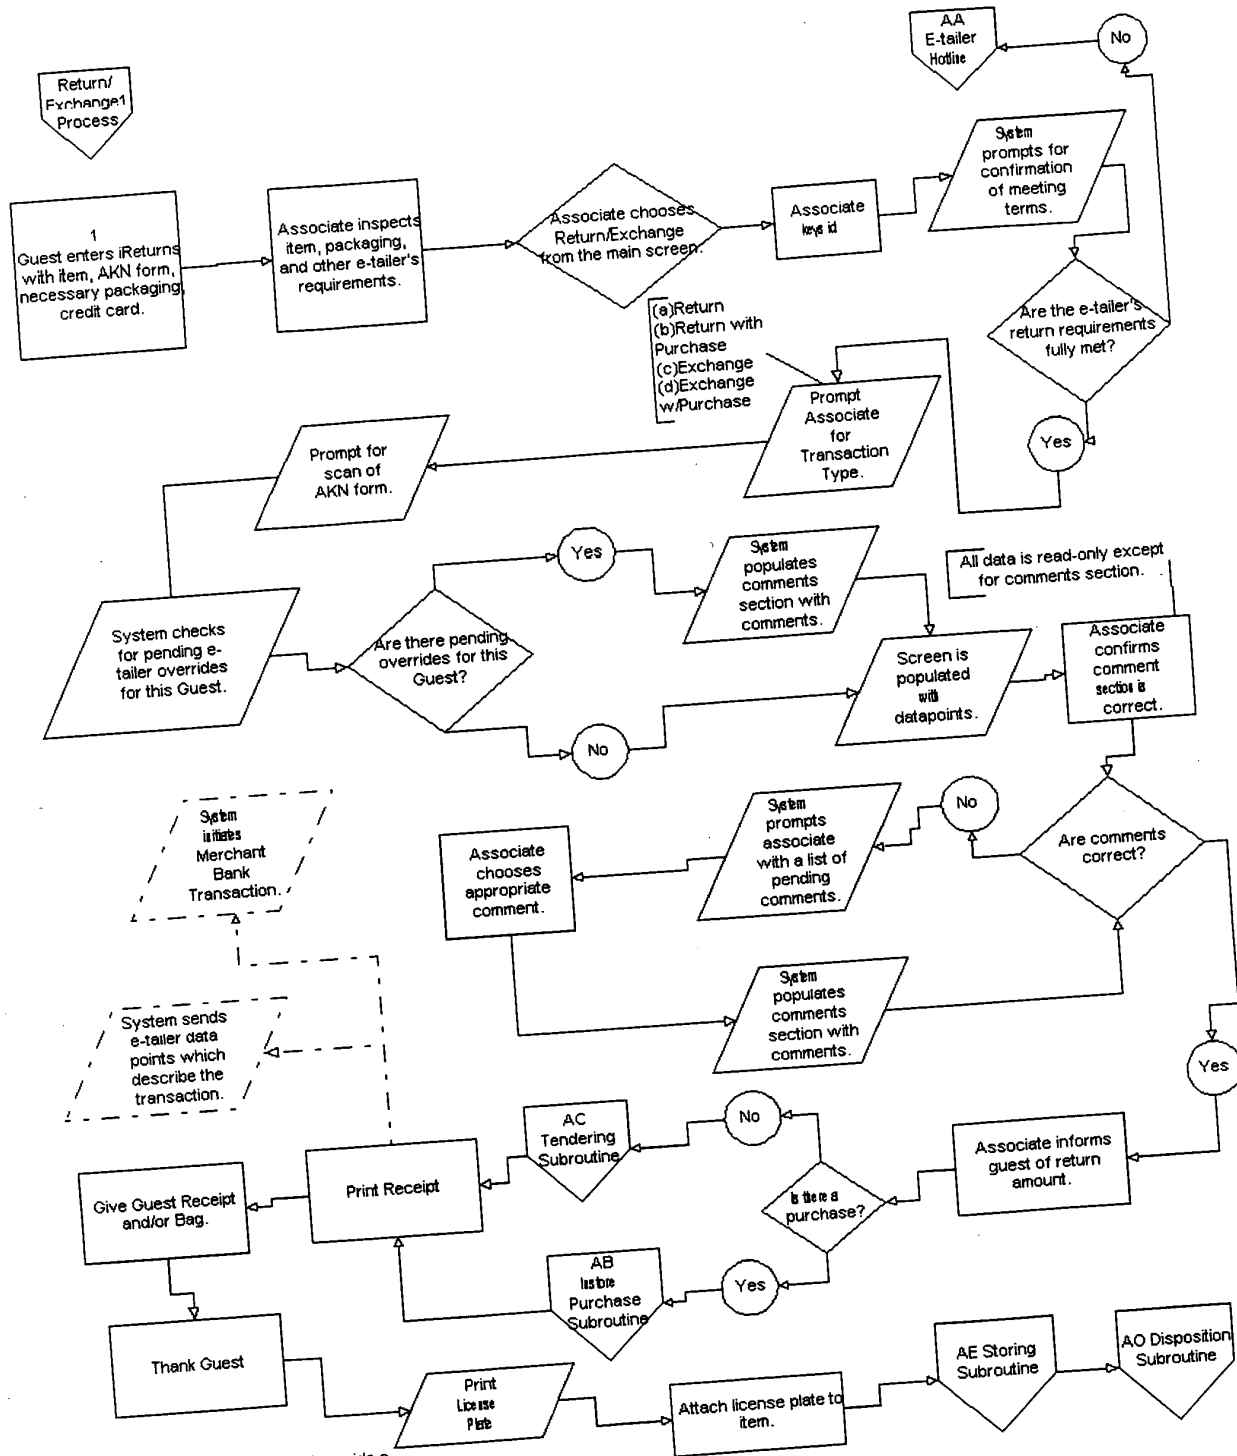 AA
E-tailer
Hotline
No
Return/
Exchange1
Process
System
prompts for
confirmation
of meeting
terms.
1
Guest enters iReturns
with item, AKN form,
necessary packaging,
credit card.
Associate inspects
item, packaging,
and other e-tailer's
requirements.
Associate chooses
Return/Exchange
from the main screen.
Associate
keys id
Are the e-tailer's
return requirements
fully met?
(a)Return
(b)Return with
Purchase
(c)Exchange
(d)Exchange
w/Purchase
Prompt
Associate
for
Transaction
Type.
Yes
Prompt for
scan of
AKN form.
System checks
for pending e-
tailer overrides
for this Guest.
Are there pending
overrides for this
Guest?
Yes
No
System
populates
comments
section with
comments.
All data is read-only except
for comments section.
Screen is
populated
with
datapoints.
Associate
confirms
comment
section is
correct.
Are comments
correct?
No
System
prompts
associate
with a list of
pending
comments.
Associate
chooses
appropriate
comment.
System
populates
comments
section with
comments.
Yes
System
initiates
Merchant
Bank
Transaction.
System sends
e-tailer data
points which
describe the
transaction.
Associate informs
guest of return
amount.
Is there a
purchase?
No
AC
Tendering
Subroutine
Yes
AB
Instore
Purchase
Subroutine
Print Receipt
Give Guest Receipt
and/or Bag.
Thank Guest
Print
License
Plate
Attach license plate to
item.
AE Storing
Subroutine
AO Disposition
Subroutine